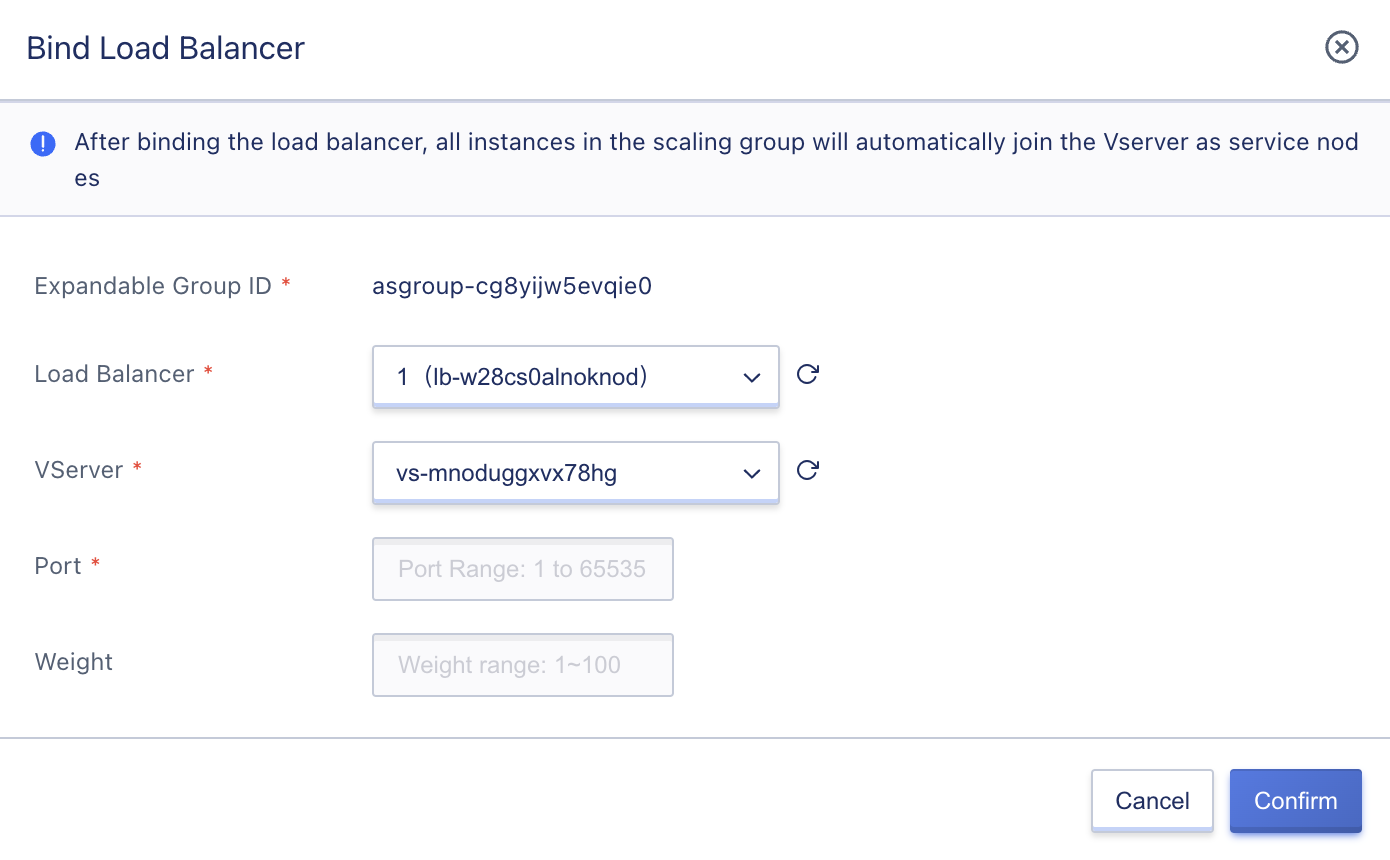 Bind Load Balancer
After binding the load balancer, all instances in the scaling group will automatically join the Vserver as service nod
es
Expandable Group ID *
asgroup-cg8yijw5evqie0
Load Balancer *
1（lb-w28cs0alnoknod）
VServer *
vs-mnoduggxvx78hg
Port *
Port Range: 1 to 65535
Weight
Weight range: 1~100
Cancel
Confirm